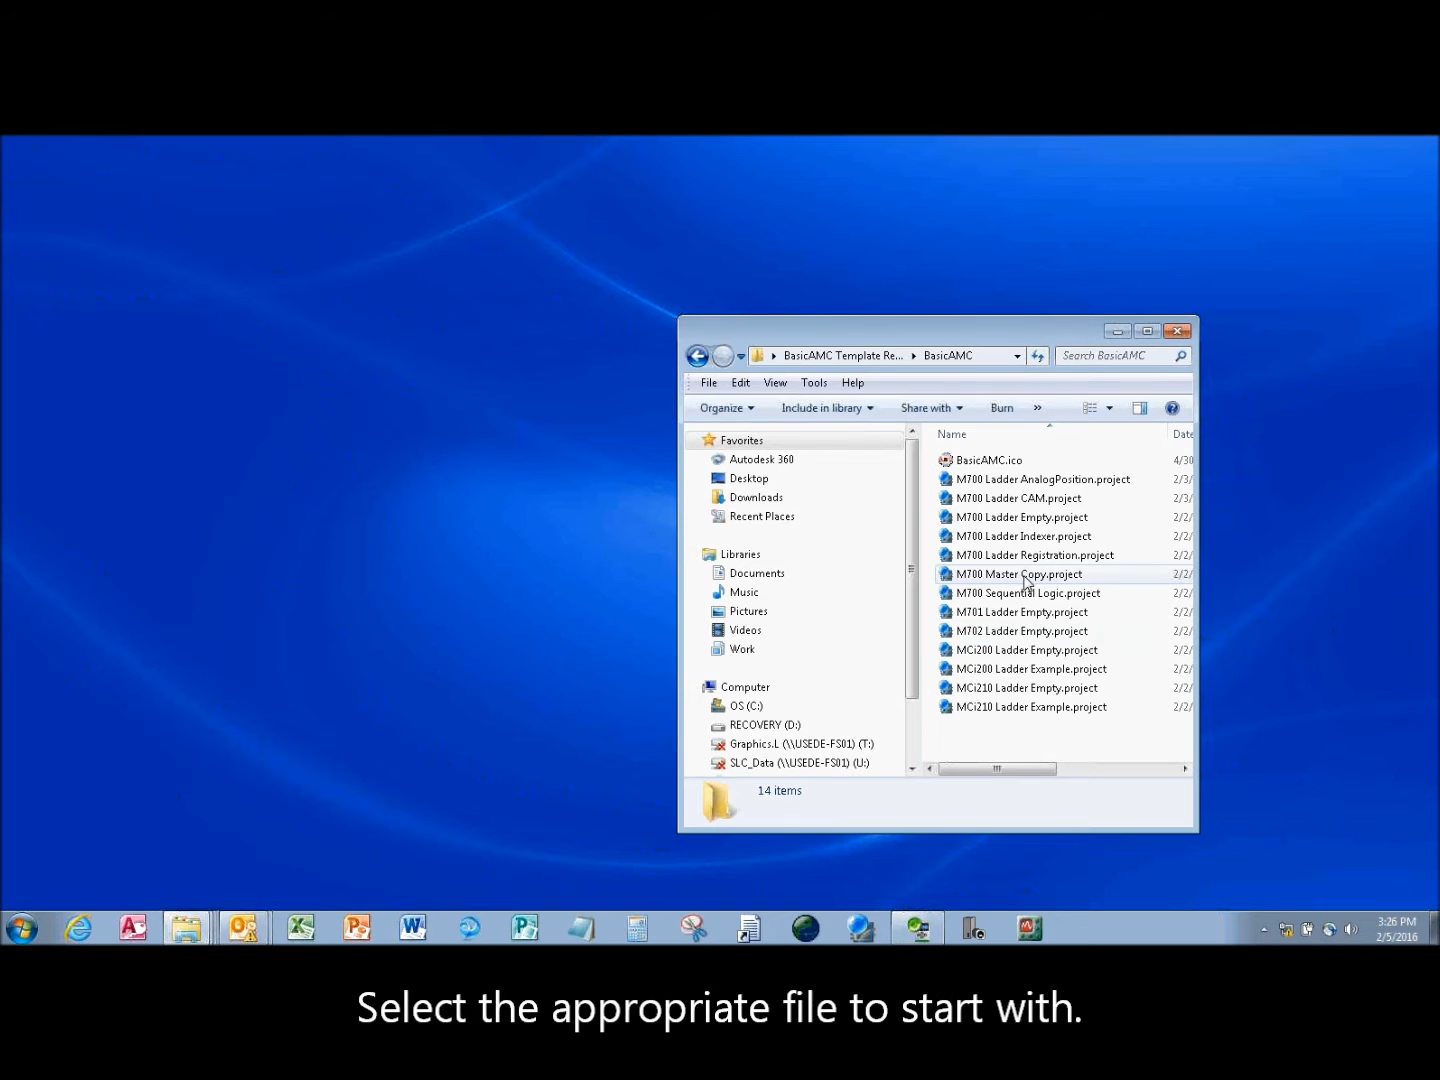 BasicAMC Template Re... BasicAMC Search BasicAMC
File Edit View Tools Help
Organize Include in library Share with Burn »
Favorites
Autodesk 360
Desktop
Downloads
Recent Places
Libraries
Documents
Music
Pictures
Videos
Work
Computer
OS (C:)
RECOVERY (D:)
Graphics.L (\\USEDE-FS01) (T:)
SLC_Data (\\USEDE-FS01) (U:)
Name Date
BasicAMC.ico 4/30
M700 Ladder AnalogPosition.project 2/3/
M700 Ladder CAM.project 2/3/
M700 Ladder Empty.project 2/2/
M700 Ladder Indexer.project 2/2/
M700 Ladder Registration.project 2/2/
M700 Master Copy.project 2/2/
M700 Sequential Logic.project 2/2/
M701 Ladder Empty.project 2/2/
M702 Ladder Empty.project 2/2/
MCi200 Ladder Empty.project 2/2/
MCi200 Ladder Example.project 2/2/
MCi210 Ladder Empty.project 2/2/
MCi210 Ladder Example.project 2/2/
14 items
3:26 PM
2/5/2016
Select the appropriate file to start with.